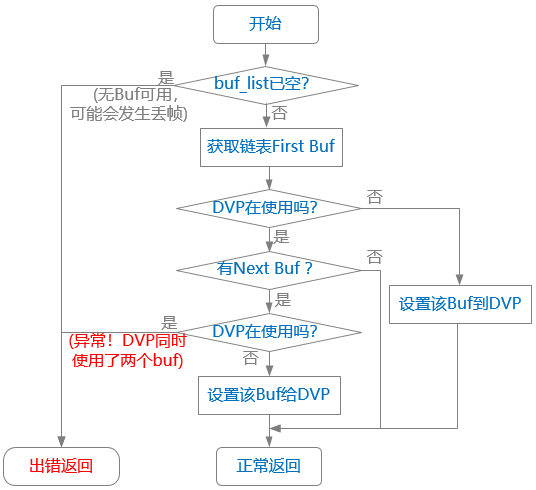 开始
是
buf_list已空?
(无Buf可用，
可能会发生丢帧)
否
获取链表First Buf
DVP在使用吗?
否
是
有Next Buf ?
否
设置该Buf到DVP
是
是
DVP在使用吗?
(异常！DVP同时
使用了两个buf)
否
设置该Buf给DVP
出错返回
正常返回